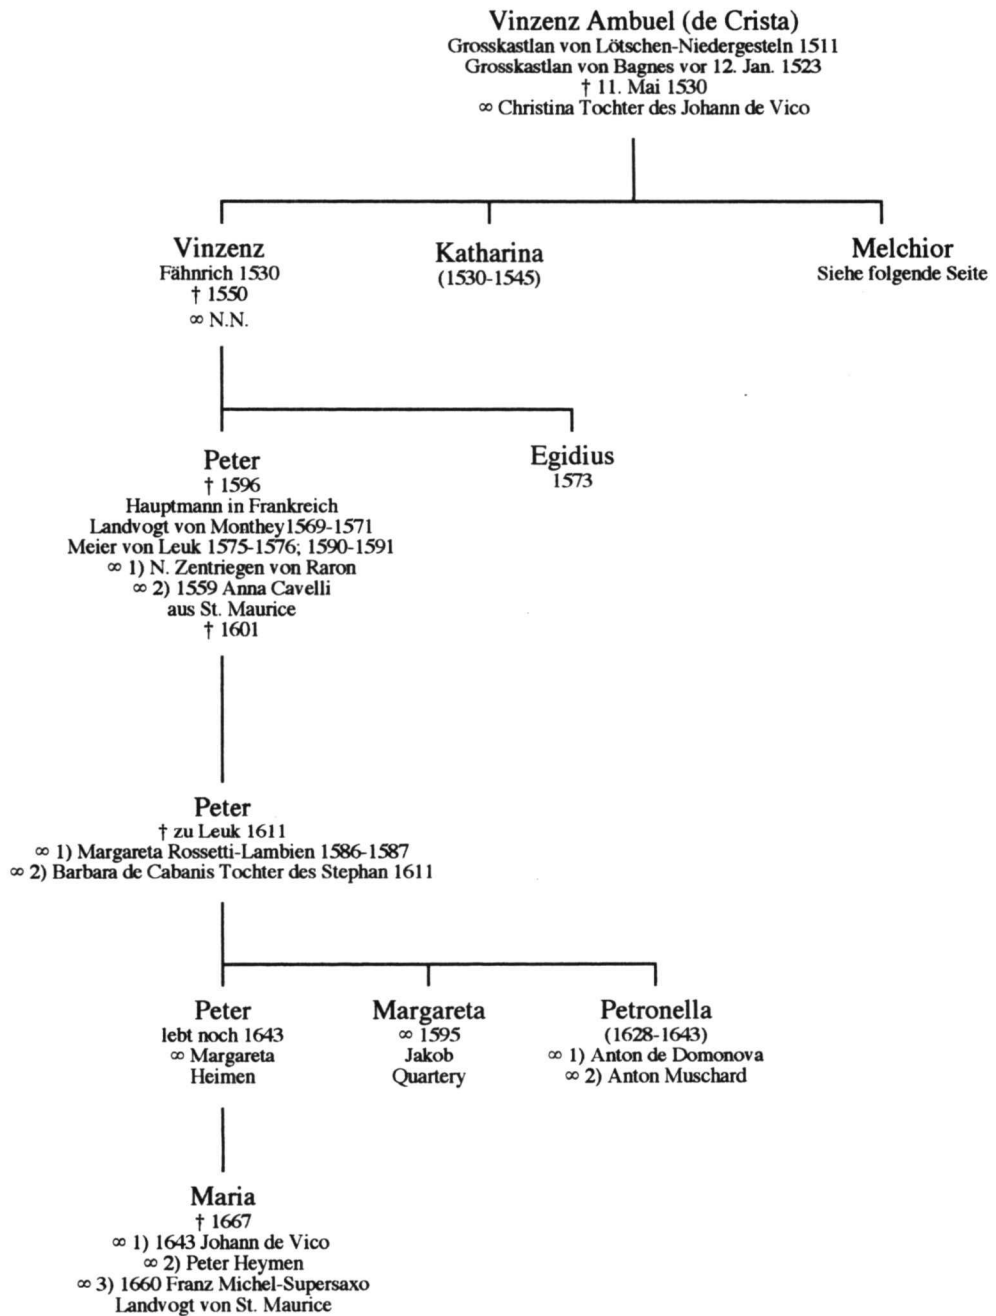 Vinzenz Ambuel (de Crista)
Grosskastlan von Lötschen-Niedergesteln 1511
Grosskastlan von Bagnes vor 12. Jan. 1523
† 11. Mai 1530
∞ Christina Tochter des Johann de Vico
Vinzenz
Fähnrich 1530
† 1550
∞ N.N.
Katharina
(1530-1545)
Melchior
Siehe folgende Seite
Peter
† 1596
Hauptmann in Frankreich
Landvogt von Monthey1569-1571
Meier von Leuk 1575-1576; 1590-1591
∞ 1) N. Zentriegen von Raron
∞ 2) 1559 Anna Cavelli
aus St. Maurice
† 1601
Egidius
1573
Peter
† zu Leuk 1611
∞ 1) Margareta Rossetti-Lambien 1586-1587
∞ 2) Barbara de Cabanis Tochter des Stephan 1611
Peter
lebt noch 1643
∞ Margareta
Heimen
Margareta
∞ 1595
Jakob
Quartery
Petronella
(1628-1643)
∞ 1) Anton de Domonova
∞ 2) Anton Muschard
Maria
† 1667
∞ 1) 1643 Johann de Vico
∞ 2) Peter Heymen
∞ 3) 1660 Franz Michel-Supersaxo
Landvogt von St. Maurice